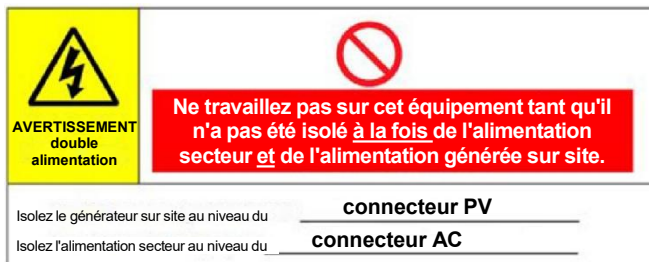 AVERTISSEMENT
double
alimentation
Ne travaillez pas sur cet équipement tant qu'il
n'a pas été isolé à la fois de l'alimentation
secteur et de l'alimentation générée sur site.
Isolez le générateur sur site au niveau du connecteur PV
Isolez l'alimentation secteur au niveau du connecteur AC